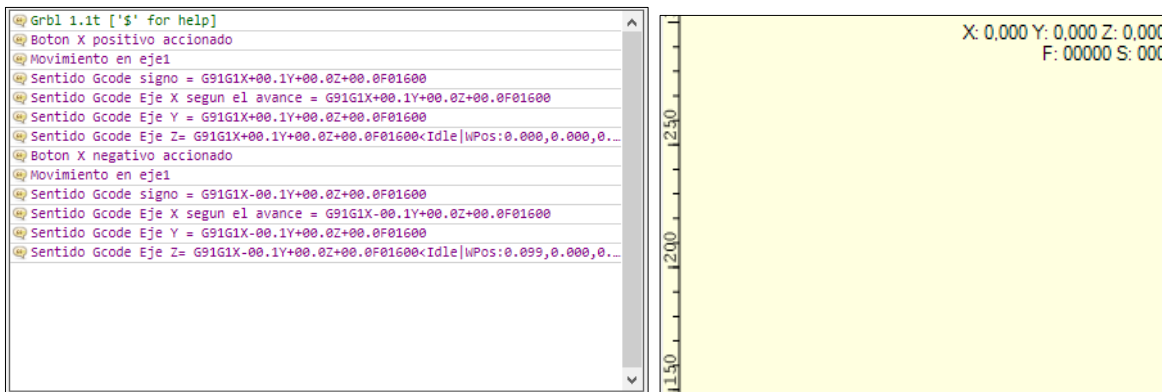 Grbl 1.1t ['$' for help]
Boton X positivo accionado
Movimiento en eje1
Sentido Gcode signo = G91G1X+00.1Y+00.0Z+00.0F01600
Sentido Gcode Eje X segun el avance = G91G1X+00.1Y+00.0Z+00.0F01600
Sentido Gcode Eje Y = G91G1X+00.1Y+00.0Z+00.0F01600
Sentido Gcode Eje Z= G91G1X+00.1Y+00.0Z+00.0F01600<Idle|WPos:0.000,0.000,0....
Boton X negativo accionado
Movimiento en eje1
Sentido Gcode signo = G91G1X-00.1Y+00.0Z+00.0F01600
Sentido Gcode Eje X segun el avance = G91G1X-00.1Y+00.0Z+00.0F01600
Sentido Gcode Eje Y = G91G1X-00.1Y+00.0Z+00.0F01600
Sentido Gcode Eje Z= G91G1X-00.1Y+00.0Z+00.0F01600<Idle|WPos:0.099,0.000,0....
X: 0,000 Y: 0,000 Z: 0,000
F: 00000 S: 000
250
200
150